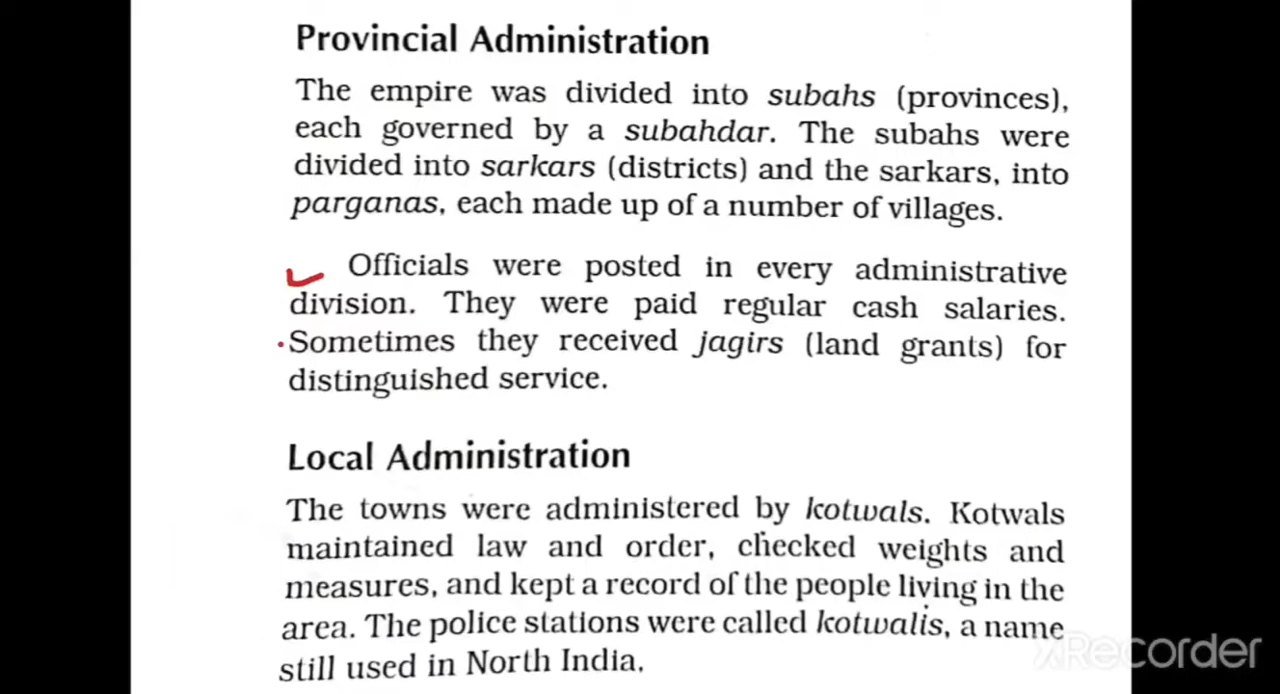 Provincial Administration
The empire was divided into subahs (provinces),
each governed by a subahdar. The subahs were
divided into sarkars (districts) and the sarkars, into
parganas, each made up of a number of villages.
Officials were posted in every administrative
division. They were paid regular cash salaries.
Sometimes they received jagirs (land grants) for
distinguished service.
Local Administration
The towns were administered by kotwals. Kotwals
maintained law and order, checked weights and
measures, and kept a record of the people living in the
area. The police stations were called kotwalis, a name
still used in North India.
XRecorder